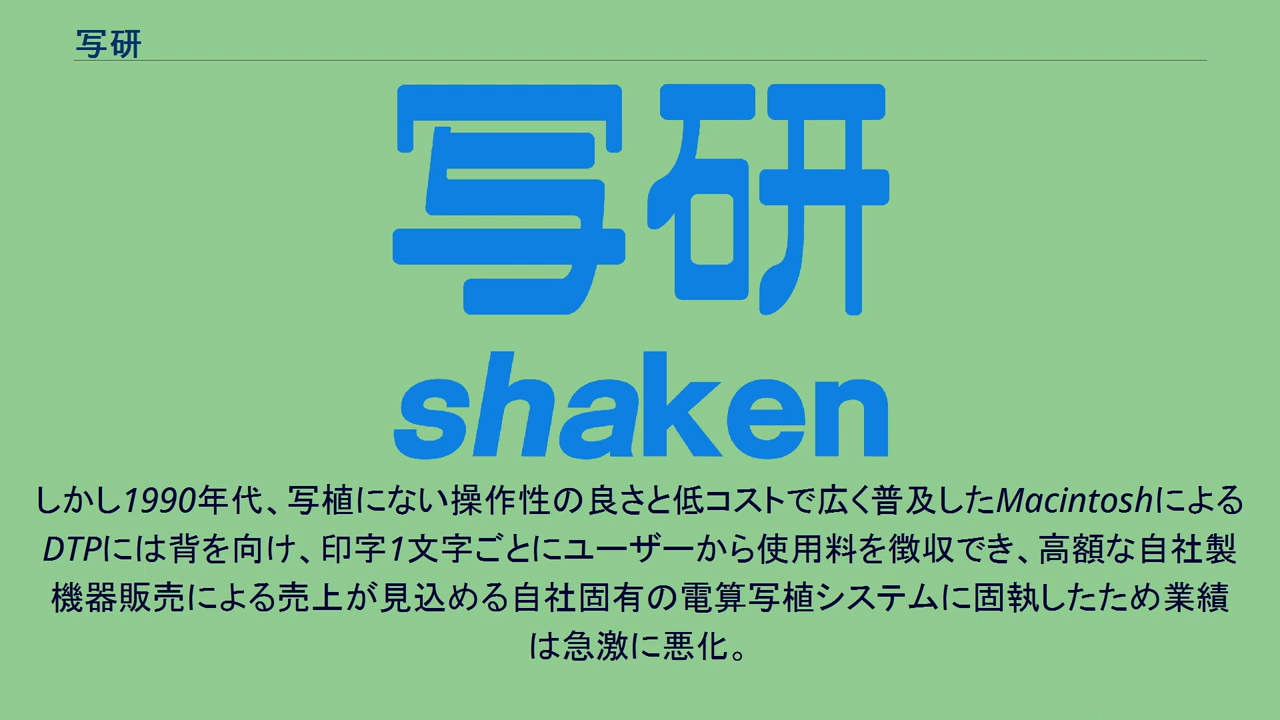 写研
写研
shaken
しかし1990年代、写植にない操作性の良さと低コストで広く普及したMacintoshによる
DTPには背を向け、印字1文字ごとにユーザーから使用料を徴収でき、高額な自社製
機器販売による売上が見込める自社固有の電算写植システムに固執したため業績
は急激に悪化。